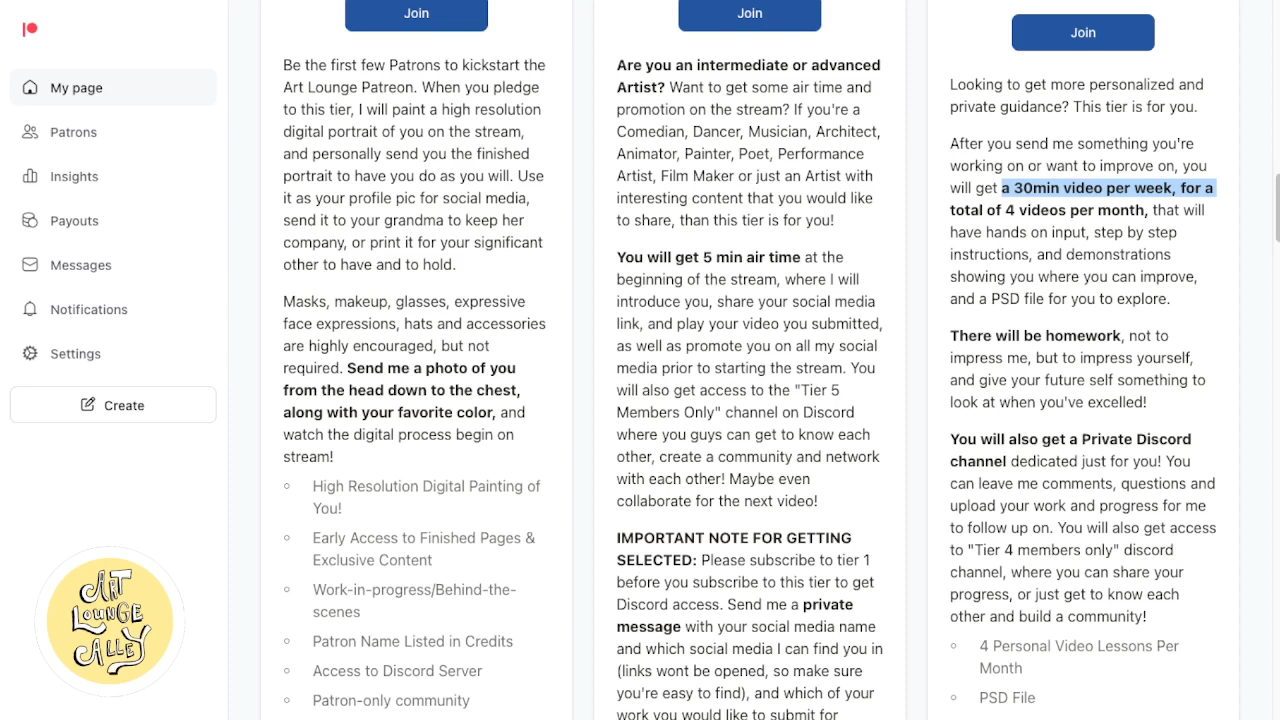 My page
Patrons
Insights
Payouts
Messages
Notifications
Settings
Create
ART
LOUNGE
ALLEY
Join
Be the first few Patrons to kickstart the
Art Lounge Patreon. When you pledge
to this tier, I will paint a high resolution
digital portrait of you on the stream,
and personally send you the finished
portrait to have you do as you will. Use
it as your profile pic for social media,
send it to your grandma to keep her
company, or print it for your significant
other to have and to hold.
Masks, makeup, glasses, expressive
face expressions, hats and accessories
are highly encouraged, but not
required. Send me a photo of you
from the head down to the chest,
along with your favorite color, and
watch the digital process begin on
stream!
High Resolution Digital Painting of
You!
Early Access to Finished Pages &
Exclusive Content
Work-in-progress/Behind-the-
scenes
Patron Name Listed in Credits
Access to Discord Server
Patron-only community
Join
Are you an intermediate or advanced
Artist? Want to get some air time and
promotion on the stream? If you're a
Comedian, Dancer, Musician, Architect,
Animator, Painter, Poet, Performance
Artist, Film Maker or just an Artist with
interesting content that you would like
to share, than this tier is for you!
You will get 5 min air time at the
beginning of the stream, where I will
introduce you, share your social media
link, and play your video you submitted,
as well as promote you on all my social
media prior to starting the stream. You
will also get access to the "Tier 5
Members Only" channel on Discord
where you guys can get to know each
other, create a community and network
with each other! Maybe even
collaborate for the next video!
IMPORTANT NOTE FOR GETTING
SELECTED: Please subscribe to tier 1
before you subscribe to this tier to get
Discord access. Send me a private
message with your social media name
and which social media I can find you in
(links wont be opened, so make sure
you're easy to find), and which of your
work you would like to submit for
Join
Looking to get more personalized and
private guidance? This tier is for you.
After you send me something you're
working on or want to improve on, you
will get a 30min video per week, for a
total of 4 videos per month, that will
have hands on input, step by step
instructions, and demonstrations
showing you where you can improve,
and a PSD file for you to explore.
There will be homework, not to
impress me, but to impress yourself,
and give your future self something to
look at when you've excelled!
You will also get a Private Discord
channel dedicated just for you! You
can leave me comments, questions and
upload your work and progress for me
to follow up on. You will also get access
to "Tier 4 members only" discord
channel, where you can share your
progress, or just get to know each
other and build a community!
4 Personal Video Lessons Per
Month
PSD File